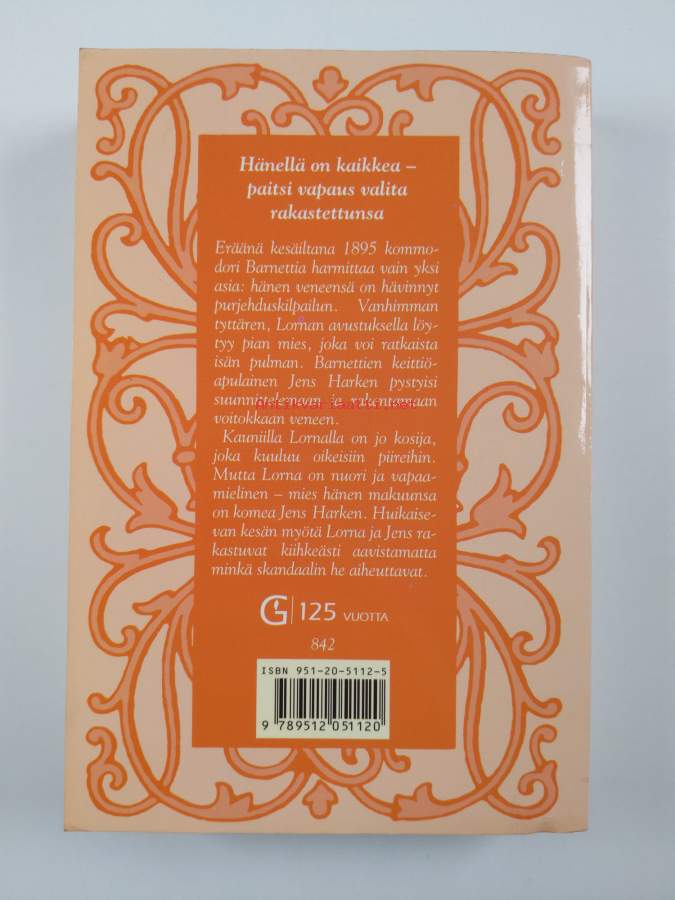 Hänellä on kaikkea –
paitsi vapaus valita
rakastettunsa
Eräänä kesäiltana 1895 kommo-
dori Barnettia harmittaa vain yksi
asia: hänen veneensä on hävinnyt
purjehduskilpailun. Vanhimman
tyttären, Lornan avustuksella löy-
tyy pian mies, joka voi ratkaista
isän pulman. Barnettien keittiö-
apulainen Jens Harken pystyisi
suunnittelemaan ja rakentamaan
voitokkaan veneen.
Kauniilla Lornalla on jo kosija,
joka kuuluu oikeisiin piireihin.
Mutta Lorna on nuori ja vapaa-
mielinen – mies hänen makuunsa
on komea Jens Harken. Huikaise-
van kesän myötä Lorna ja Jens ra-
kastuvat kiihkeästi aavistamatta
minkä skandaalin he aiheuttavat.
G 125 VUOTTA
842
ISBN 951-20-5112-5
9 789512 051120